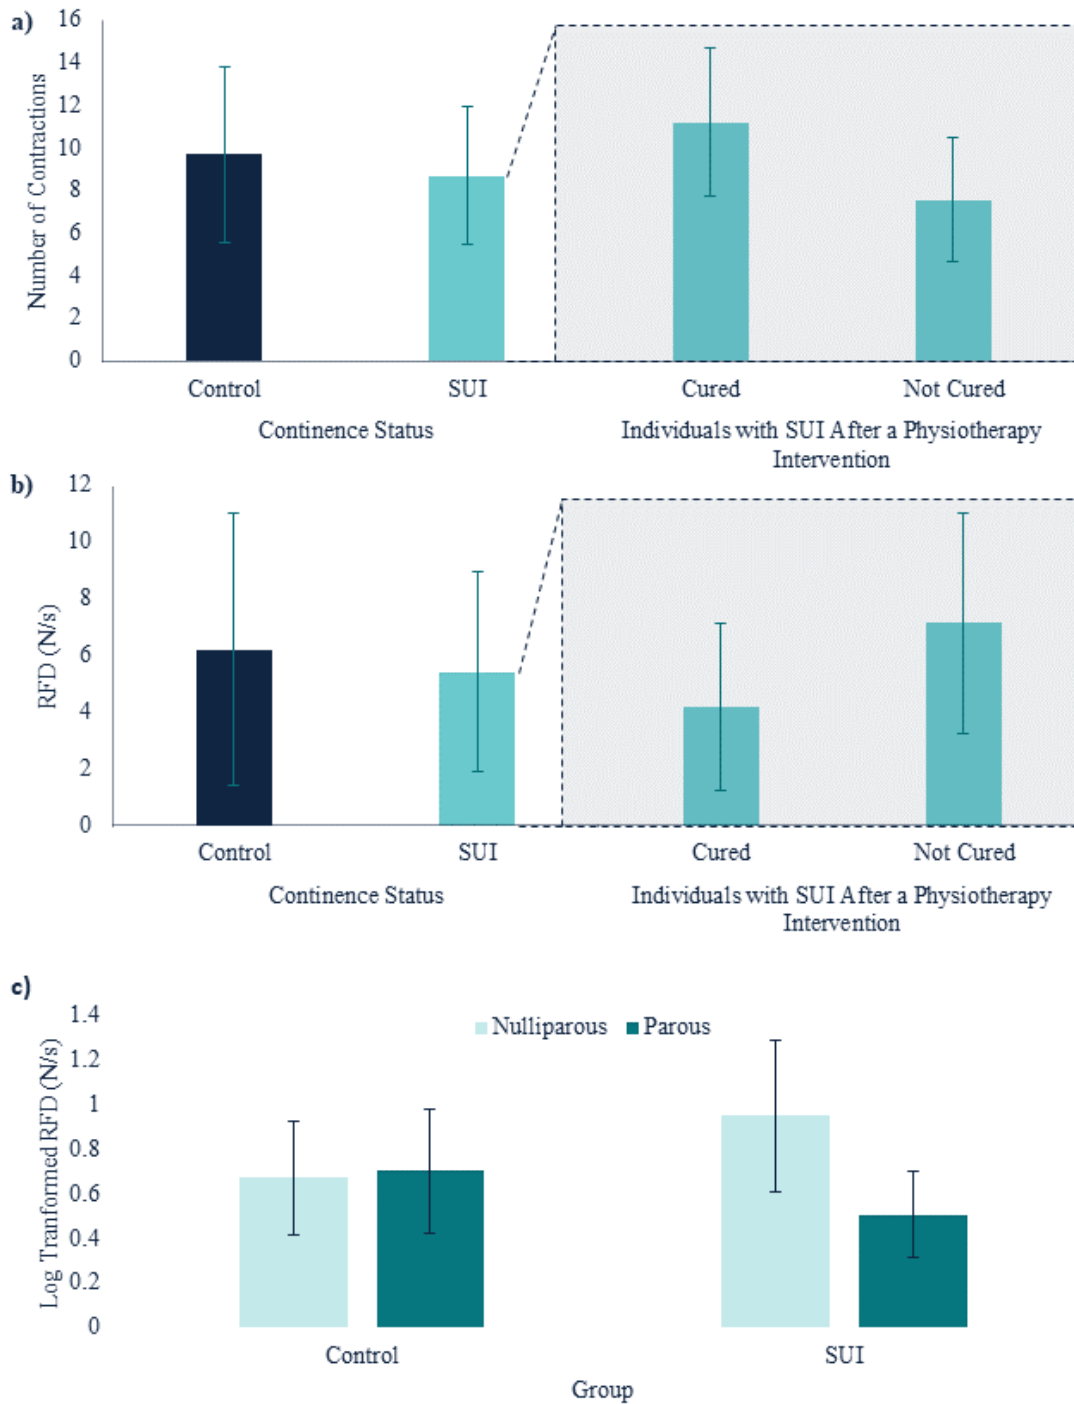 a)
Number of Contractions
16
14
12
10
8
6
4
2
0
Control
SUI
Cured
Not Cured
Continence Status
Individuals with SUI After a Physiotherapy
Intervention
b)
RFD (N/s)
12
10
8
6
4
2
0
Control
SUI
Cured
Not Cured
Continence Status
Individuals with SUI After a Physiotherapy
Intervention
c)
Log Tranformed RFD (N/s)
1.4
1.2
1
0.8
0.6
0.4
0.2
0
Nulliparous
Parous
Control
SUI
Group